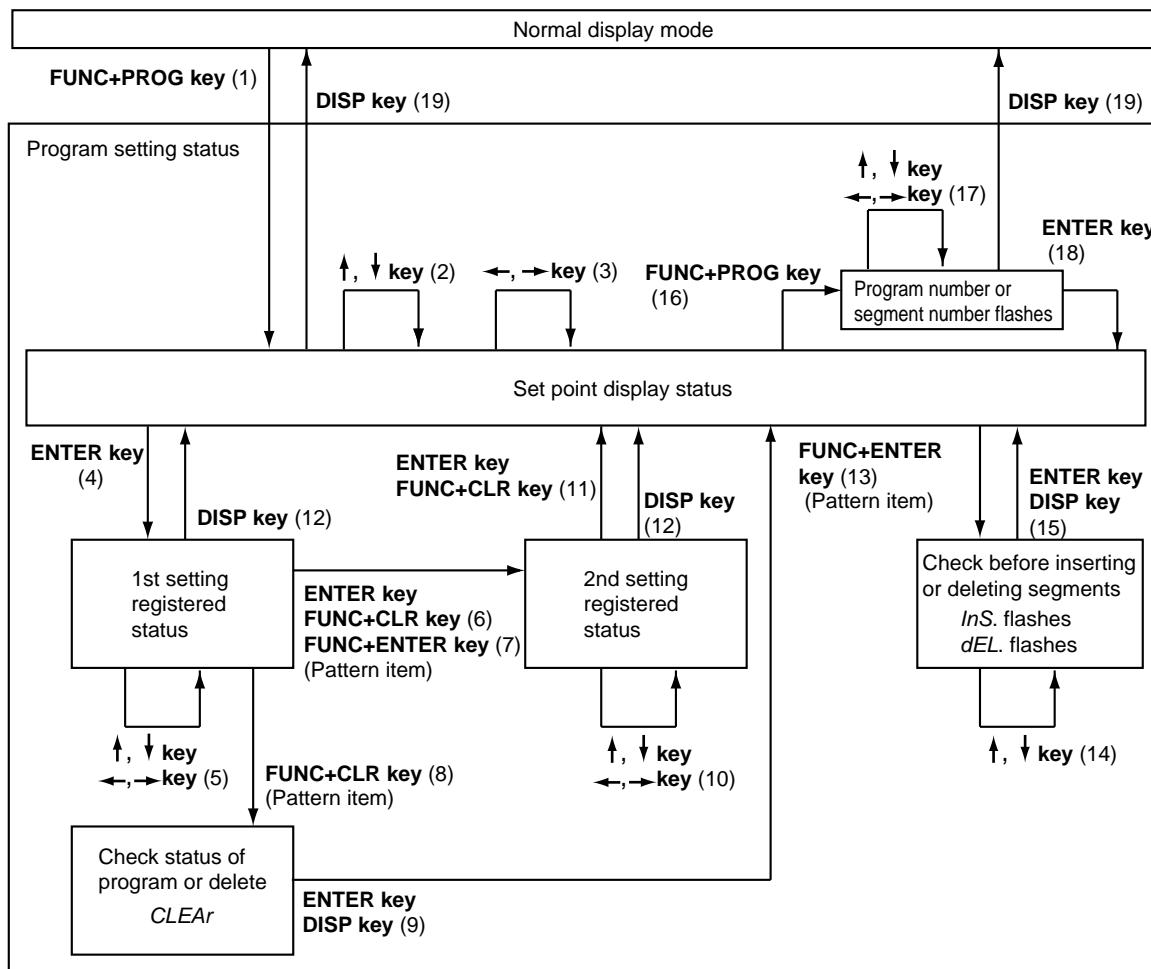 Normal display mode
FUNC+PROG key (1)
DISP key (19)
DISP key (19)
Program setting status
↑, ↓ key
←,→ key (17)
ENTER key
(18)
↑, ↓ key (2)
←, → key (3)
FUNC+PROG key
(16)
Program number or
segment number flashes
Set point display status
ENTER key
(4)
DISP key (12)
ENTER key
FUNC+CLR key (11)
DISP key
(12)
FUNC+ENTER
key (13)
(Pattern item)
ENTER key
DISP key
(15)
1st setting
registered
status
ENTER key
FUNC+CLR key (6)
FUNC+ENTER key (7)
(Pattern item)
2nd setting
registered
status
Check before inserting
or deleting segments
InS. flashes
dEL. flashes
↑, ↓ key
←,→ key (5)
FUNC+CLR key (8)
(Pattern item)
↑, ↓ key
←,→ key (10)
↑, ↓ key (14)
Check status of
program or delete
CLEAr
ENTER key
DISP key (9)